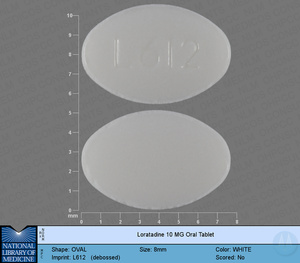 10
9
8
7
6
5
4
3
2
1
0
mm
0 1 2 3 4 5 6 7 8
L612
NATIONAL
LIBRARY OF
MEDICINE
Loratadine 10 MG Oral Tablet
Shape: OVAL Size: 8mm Color: WHITE
Imprint: L612 (debossed) Scored: No